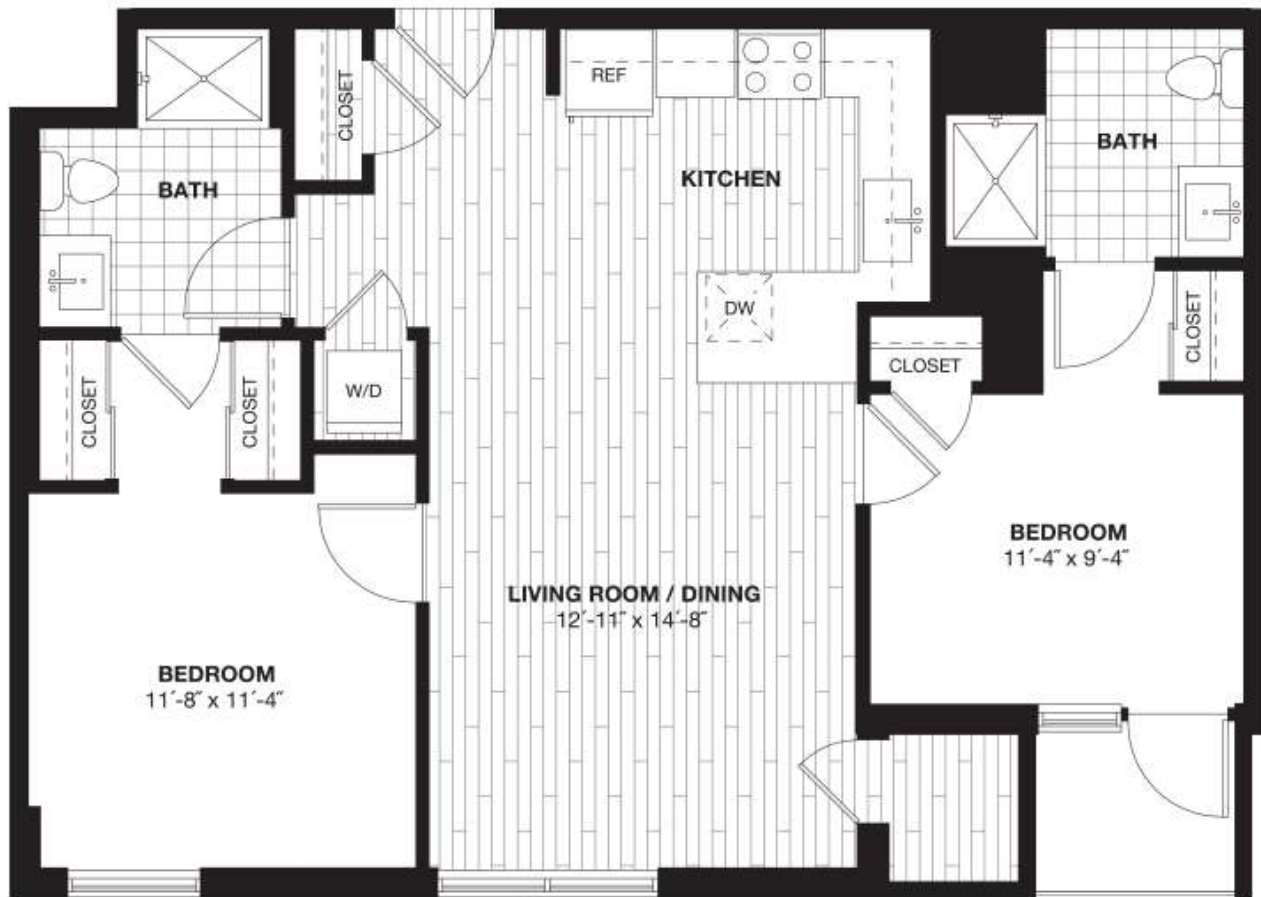 REF
CLOSET
BATH
KITCHEN
BATH
DW
CLOSET
CLOSET
CLOSET
CLOSET
W/D
BEDROOM
11´-4˝ x 9´-4˝
LIVING ROOM / DINING
12´-11˝ x 14´-8˝
BEDROOM
11´-8˝ x 11´-4˝